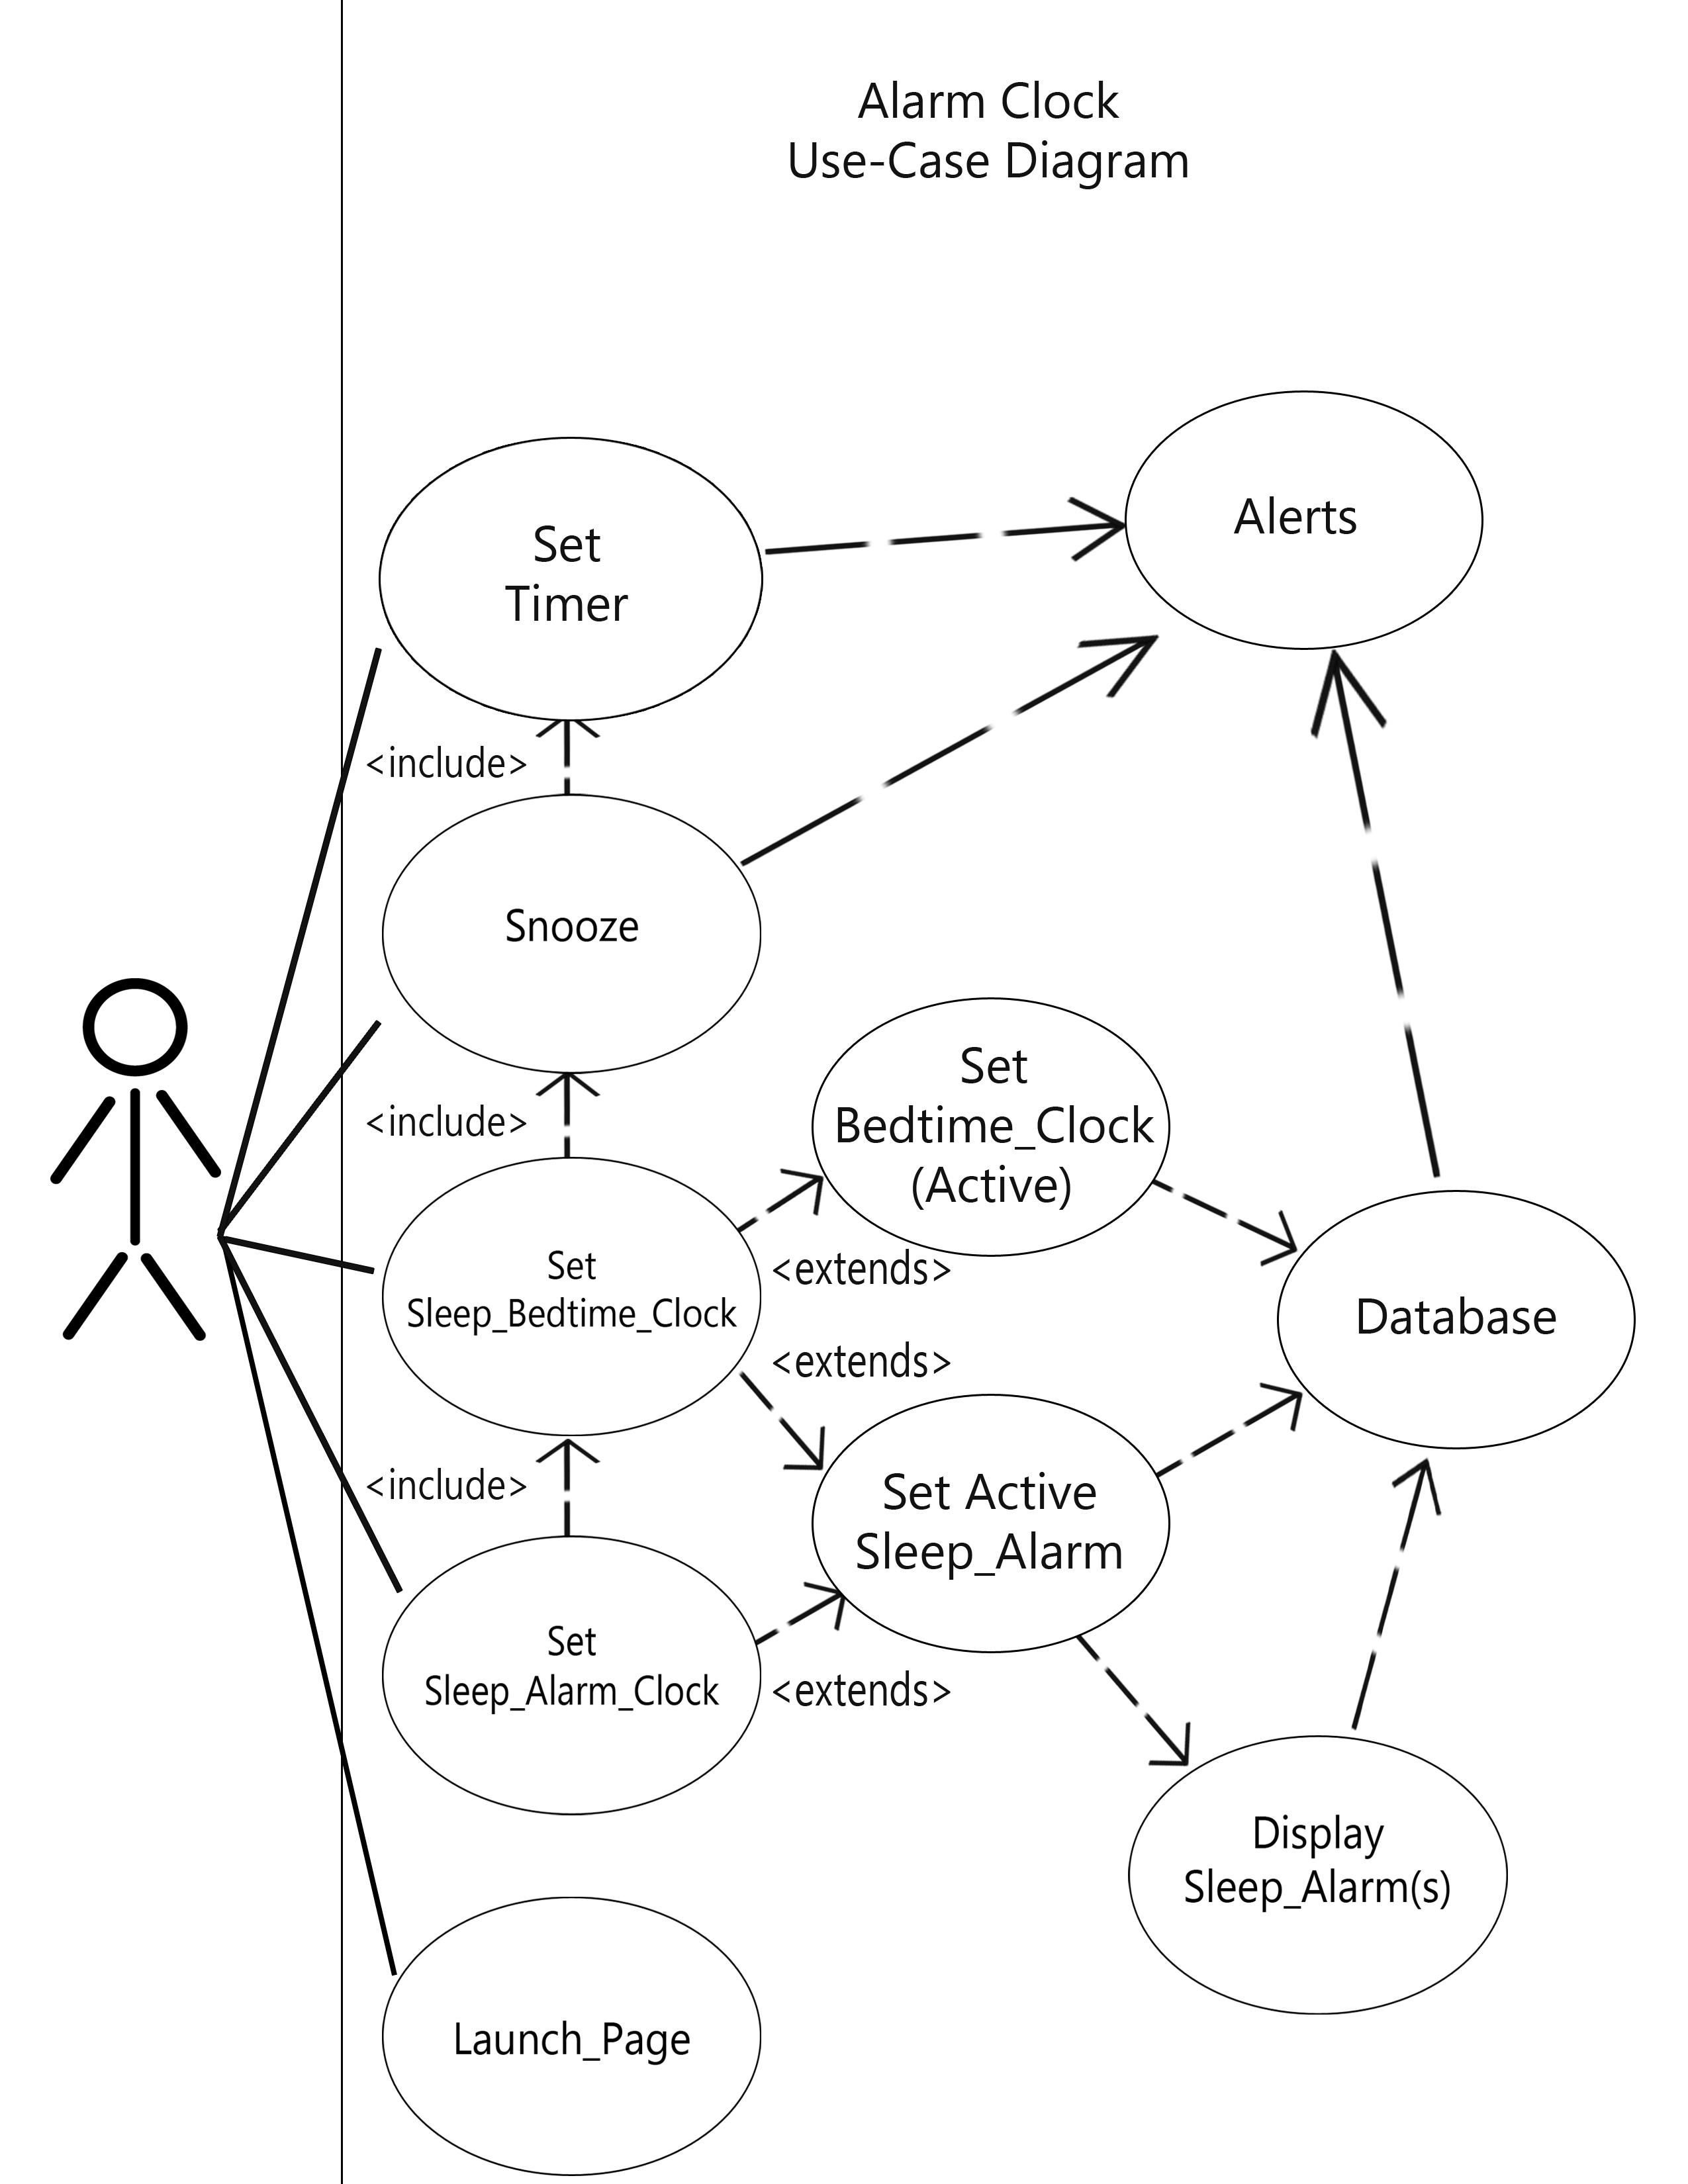 Alarm Clock
Use-Case Diagram
Set
Timer
Alerts
<include>
Snooze
<include>
Set
Bedtime_Clock
(Active)
Set
Sleep_Bedtime_Clock
<extends>
Database
<extends>
<include>
Set Active
Sleep_Alarm
Set
Sleep_Alarm_Clock
<extends>
Display
Sleep_Alarm(s)
Launch_Page